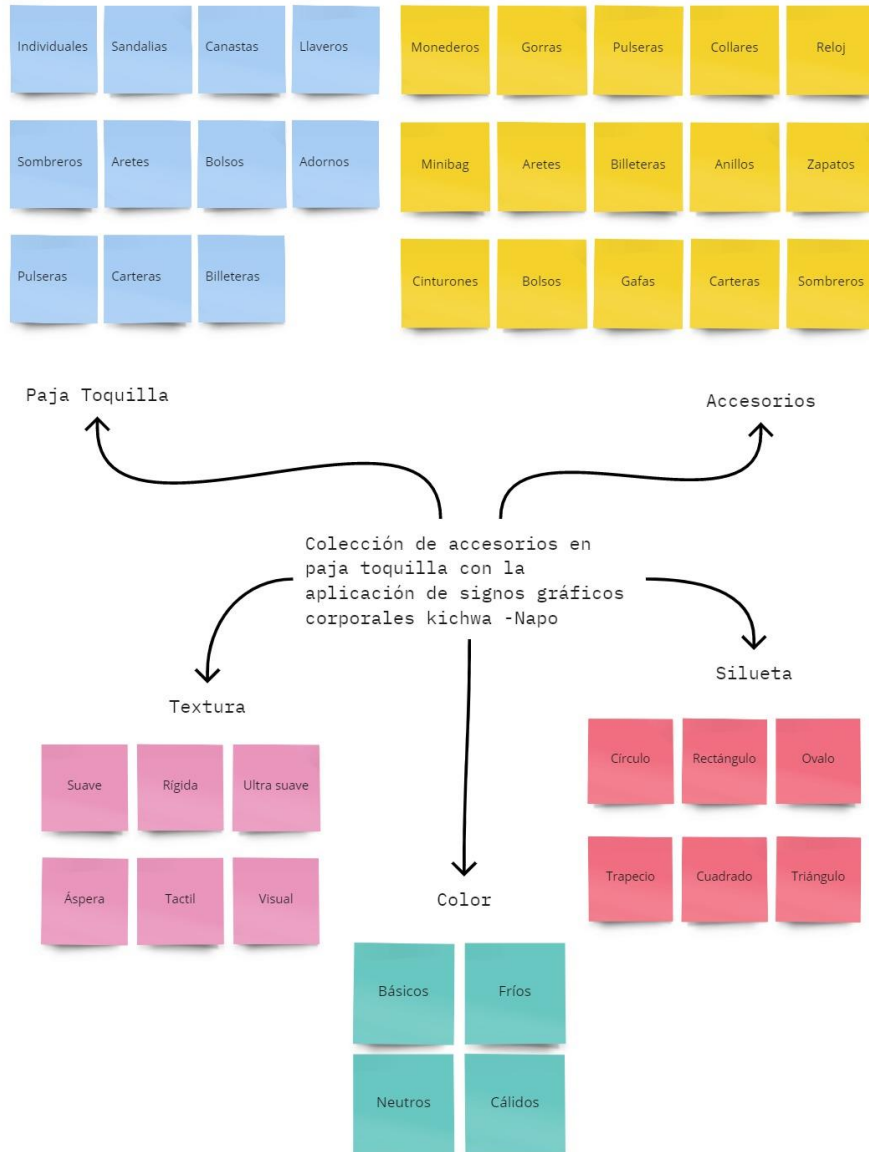 Individuales
Sandalias
Canastas
Llaveros
Monederos
Gorras
Pulseras
Collares
Reloj
Sombreros
Aretes
Bolsos
Adornos
Minibag
Aretes
Billeteras
Anillos
Zapatos
Pulseras
Carteras
Billeteras
Cinturones
Bolsos
Gafas
Carteras
Sombreros
Paja Toquilla
Accesorios
Colección de accesorios en
paja toquilla con la
aplicación de signos gráficos
corporales kichwa -Napo
Textura
Silueta
Suave
Rígida
Ultra suave
Áspera
Tactil
Visual
Círculo
Rectángulo
Ovalo
Trapecio
Cuadrado
Triángulo
Color
Básicos
Fríos
Neutros
Cálidos